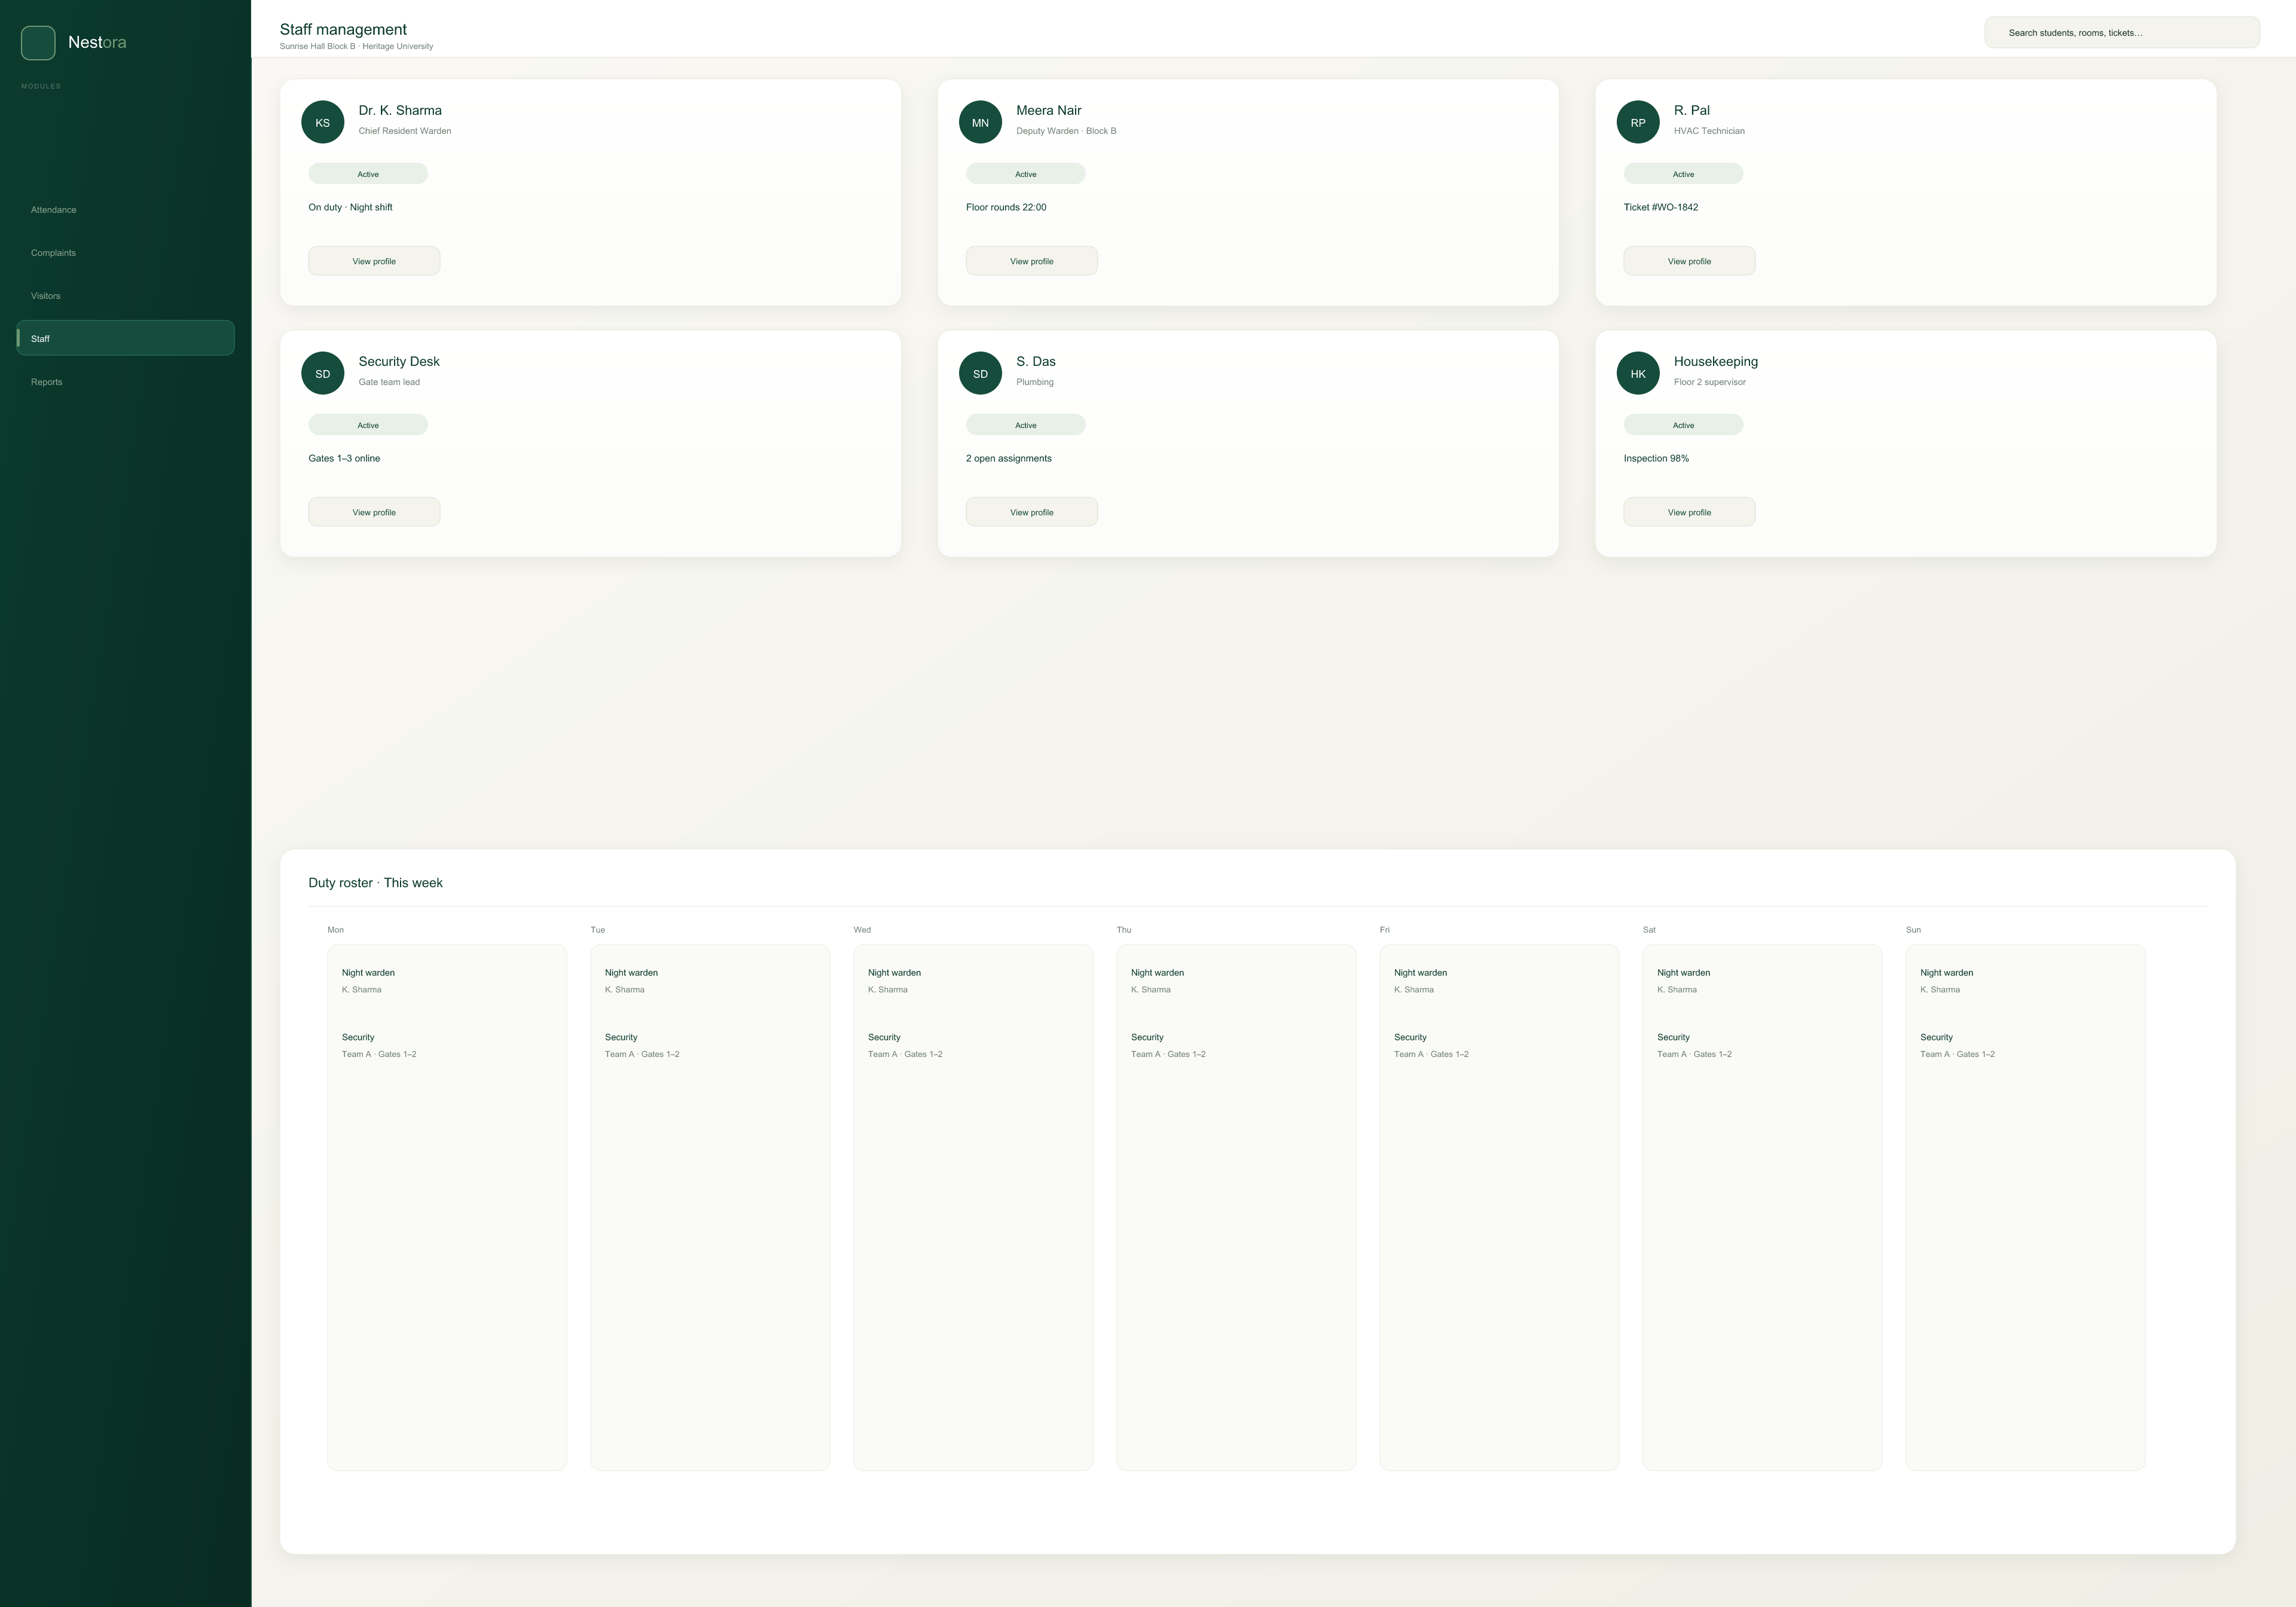 Nestora
MODULES
Attendance
Complaints
Visitors
Staff
Reports
Staff management
Sunrise Hall Block B · Heritage University
Search students, rooms, tickets…
KS
Dr. K. Sharma
Chief Resident Warden
Active
On duty · Night shift
View profile
MN
Meera Nair
Deputy Warden · Block B
Active
Floor rounds 22:00
View profile
RP
R. Pal
HVAC Technician
Active
Ticket #WO-1842
View profile
SD
Security Desk
Gate team lead
Active
Gates 1–3 online
View profile
SD
S. Das
Plumbing
Active
2 open assignments
View profile
HK
Housekeeping
Floor 2 supervisor
Active
Inspection 98%
View profile
Duty roster · This week
Mon
Night warden
K. Sharma
Security
Team A · Gates 1–2
Tue
Night warden
K. Sharma
Security
Team A · Gates 1–2
Wed
Night warden
K. Sharma
Security
Team A · Gates 1–2
Thu
Night warden
K. Sharma
Security
Team A · Gates 1–2
Fri
Night warden
K. Sharma
Security
Team A · Gates 1–2
Sat
Night warden
K. Sharma
Security
Team A · Gates 1–2
Sun
Night warden
K. Sharma
Security
Team A · Gates 1–2